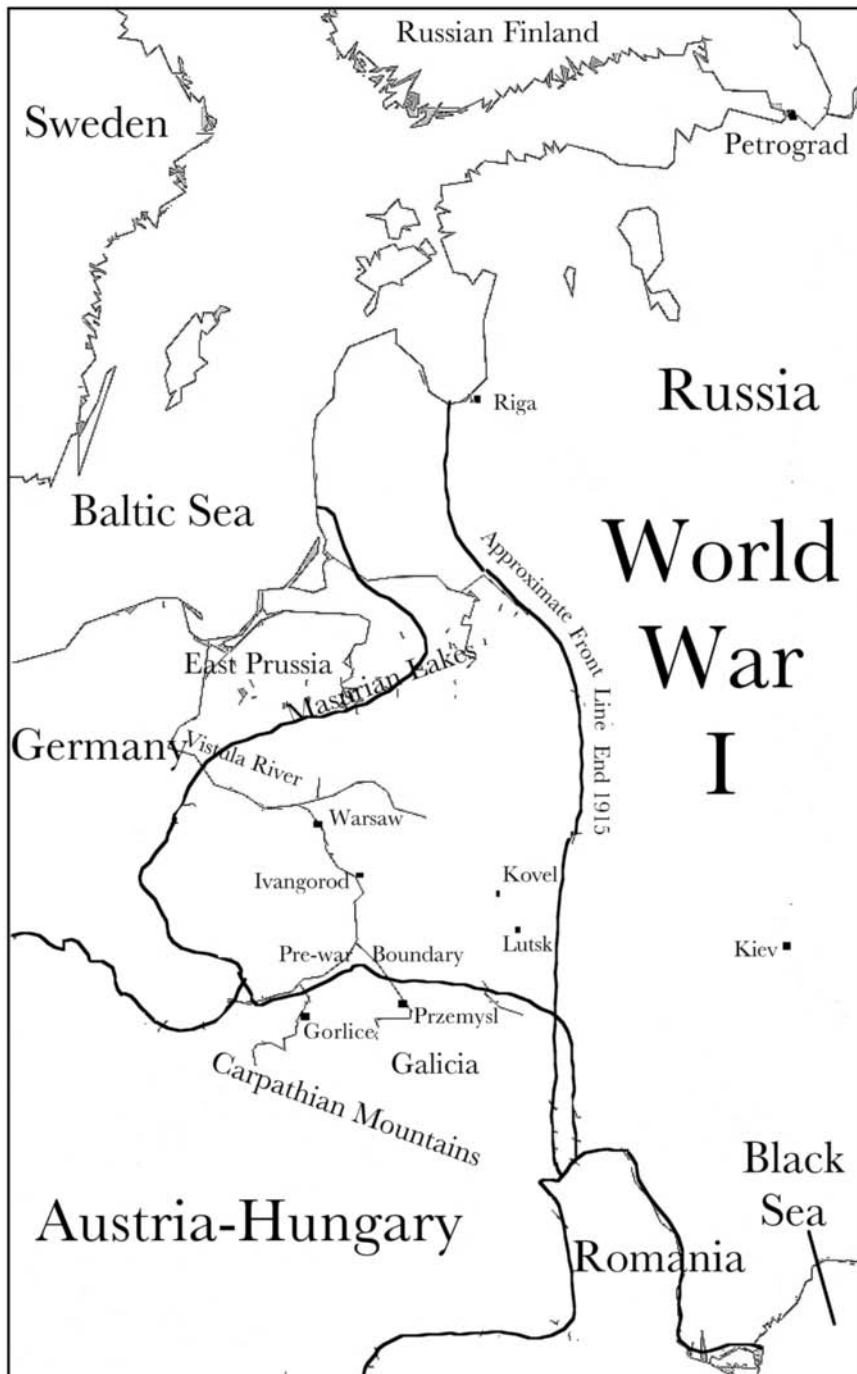 Russian Finland
Sweden
Petrograd
Russia
Riga
Baltic Sea
World
War
I
Approximate Front Line End 1915
East Prussia
Masurian Lakes
Germany
Vistula River
Warsaw
Ivangorod
Kovel
Lutsk
Kiev
Pre-war Boundary
Przemysl
Gorlice
Galicia
Carpathian Mountains
Black
Sea
Austria-Hungary
Romania